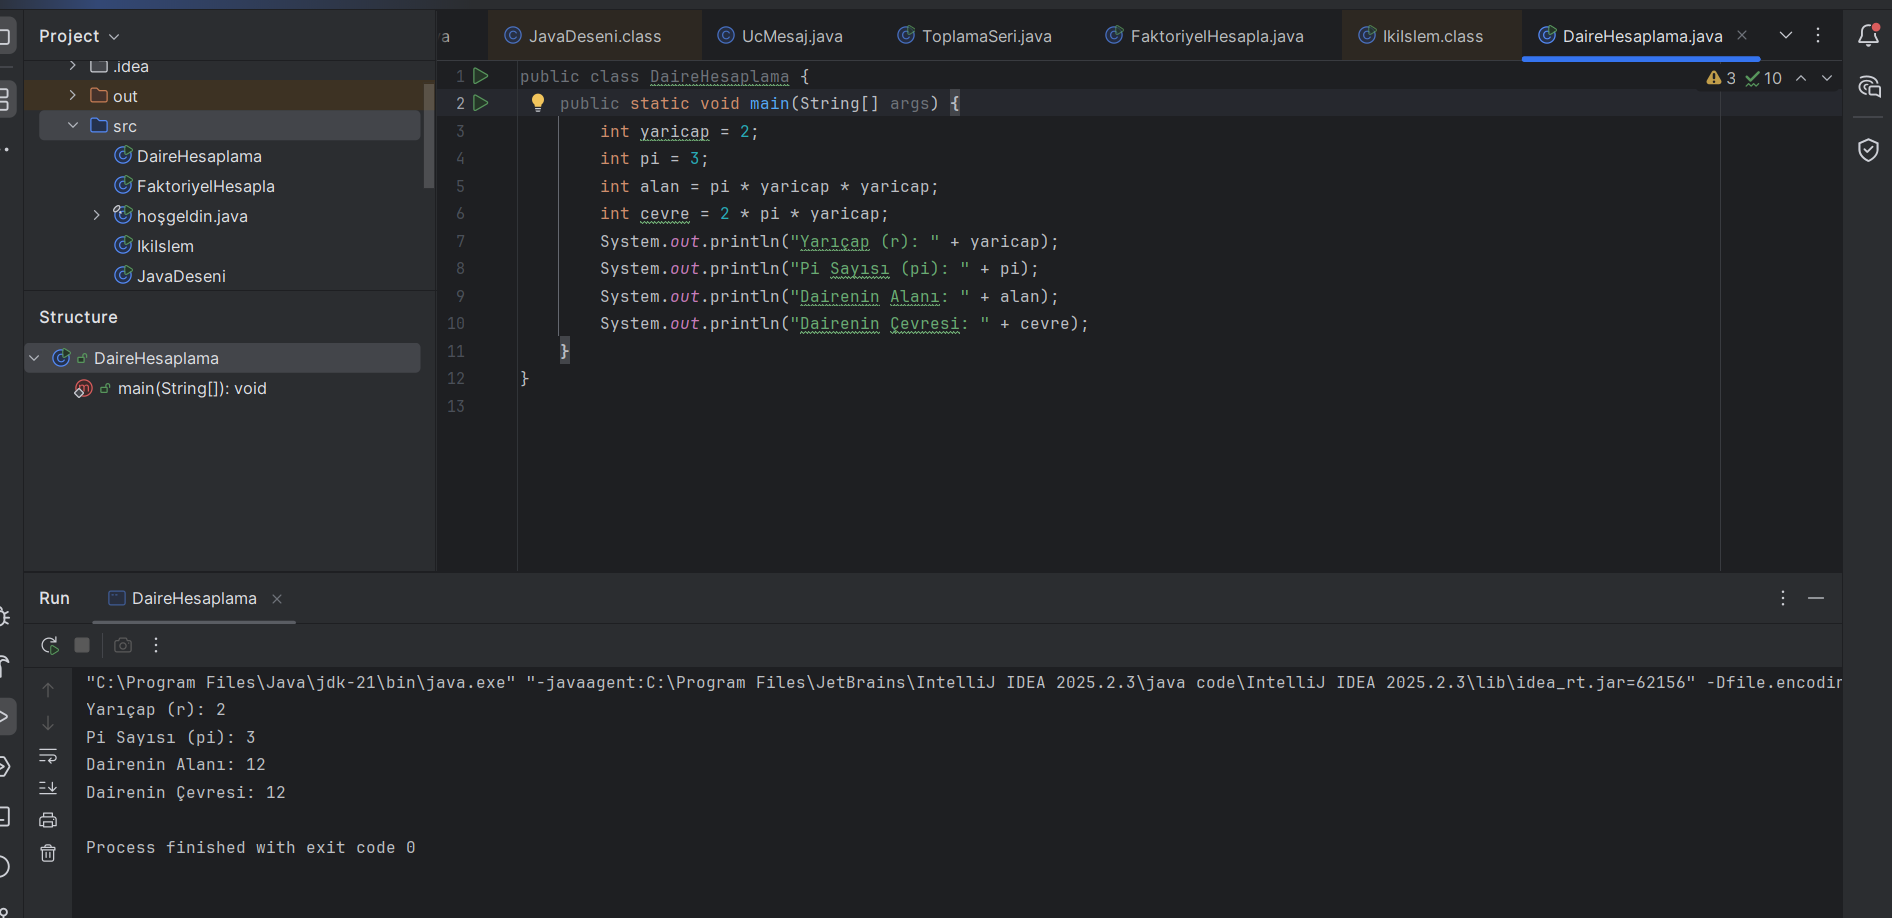 Project
.idea
out
src
DaireHesaplama
FaktoriyelHesapla
hoşgeldin.java
IkiIslem
JavaDeseni
Structure
DaireHesaplama
main(String[]): void
a JavaDeseni.class UcMesaj.java ToplamaSeri.java FaktoriyelHesapla.java IkiIslem.class DaireHesaplama.java
3 10
1 public class DaireHesaplama {
2 public static void main(String[] args) {
3 int yaricap = 2;
4 int pi = 3;
5 int alan = pi * yaricap * yaricap;
6 int cevre = 2 * pi * yaricap;
7 System.out.println("Yarıçap (r): " + yaricap);
8 System.out.println("Pi Sayısı (pi): " + pi);
9 System.out.println("Dairenin Alanı: " + alan);
10 System.out.println("Dairenin Çevresi: " + cevre);
11 }
12 }
13
Run DaireHesaplama
"C:\Program Files\Java\jdk-21\bin\java.exe" "-javaagent:C:\Program Files\JetBrains\IntelliJ IDEA 2025.2.3\java code\IntelliJ IDEA 2025.2.3\lib\idea_rt.jar=62156" -Dfile.encodin
Yarıçap (r): 2
Pi Sayısı (pi): 3
Dairenin Alanı: 12
Dairenin Çevresi: 12
Process finished with exit code 0